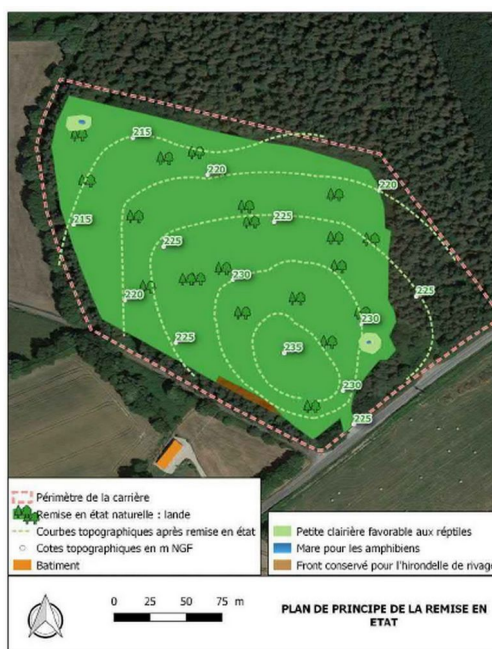 215
220
220
225
215
225
230
225
220
235
230
225
230
225
Périmètre de la carrière
Remise en état naturelle : lande
Courbes topographiques après remise en état
Cotes topographiques en m NGF
Batiment
Petite clairière favorable aux réptiles
Mare pour les amphibiens
Front conservé pour l'hirondelle de rivage
0 25 50 75 m
PLAN DE PRINCIPE DE LA REMISE EN
ETAT